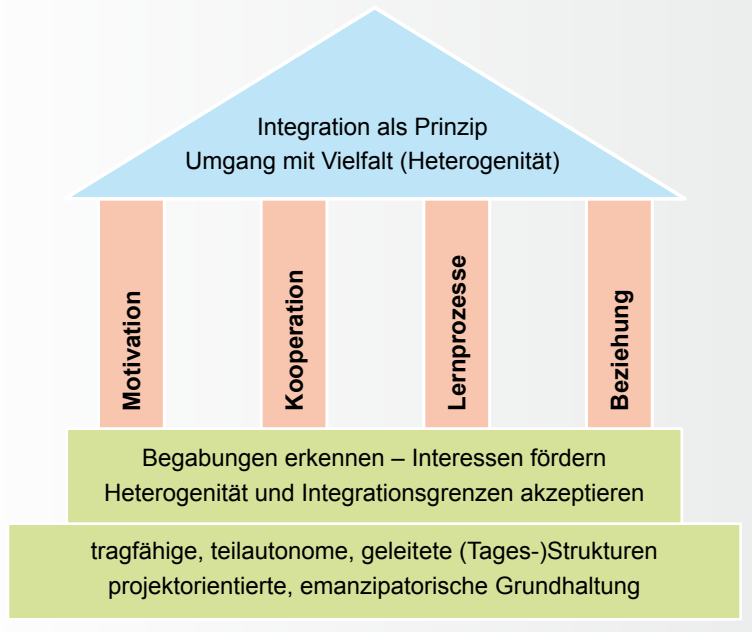 Integration als Prinzip
Umgang mit Vielfalt (Heterogenität)
Motivation
Kooperation
Lernprozesse
Beziehung
Begabungen erkennen – Interessen fördern
Heterogenität und Integrationsgrenzen akzeptieren
tragfähige, teilautonome, geleitete (Tages-)Strukturen
projektorientierte, emanzipatorische Grundhaltung